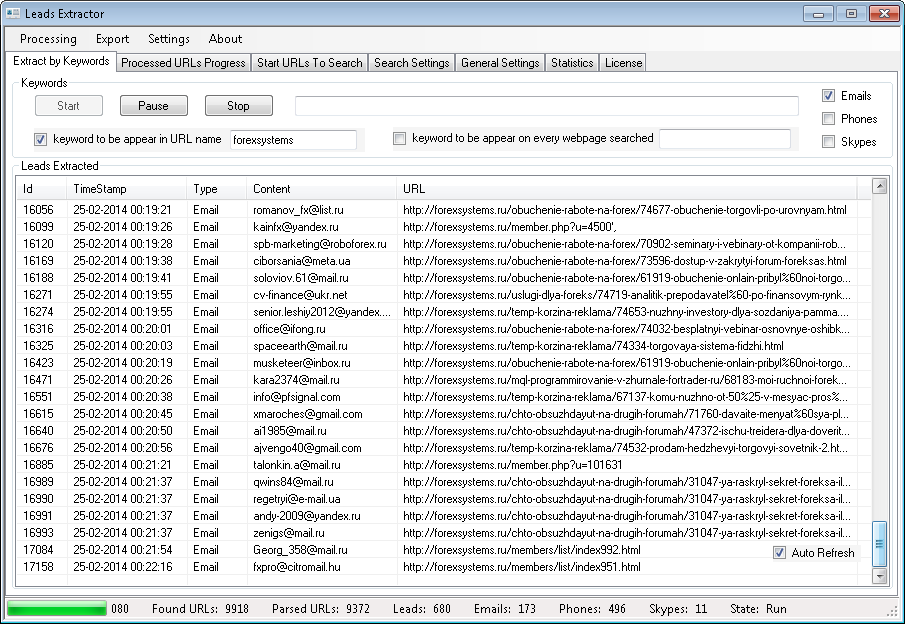 Leads Extractor
Processing Export Settings About
Extract by Keywords Processed URLs Progress Start URLs To Search Search Settings General Settings Statistics License
Keywords
Start Pause Stop Emails
Phones
keyword to be appear in URL name forexsystems keyword to be appear on every webpage searched Skypes
Leads Extracted
Id TimeStamp Type Content URL
16056 25-02-2014 00:19:21 Email romanov_fx@list.ru http://forexsystems.ru/obuchenie-rabote-na-forex/74677-obuchenie-torgovli-po-urovnyam.html
16099 25-02-2014 00:19:26 Email kainfx@yandex.ru http://forexsystems.ru/member.php?u=4500',
16120 25-02-2014 00:19:28 Email spb-marketing@roboforex.ru http://forexsystems.ru/obuchenie-rabote-na-forex/70902-seminary-i-vebinary-ot-kompanii-rob...
16169 25-02-2014 00:19:38 Email ciborsania@meta.ua http://forexsystems.ru/obuchenie-rabote-na-forex/73596-dostup-v-zakrytyi-forum-foreksas.html
16188 25-02-2014 00:19:41 Email soloviov.61@mail.ru http://forexsystems.ru/obuchenie-rabote-na-forex/61919-obuchenie-onlain-pribyl%60noi-torgo...
16271 25-02-2014 00:19:55 Email cv-finance@ukr.net http://forexsystems.ru/uslugi-dlya-foreks/74719-analitik-prepodavatel%60-po-finansovym-rynk...
16274 25-02-2014 00:19:55 Email senior.leshiy2012@yandex.... http://forexsystems.ru/temp-korzina-reklama/74653-nuzhny-investory-dlya-sozdaniya-pamma...
16316 25-02-2014 00:20:01 Email office@ifong.ru http://forexsystems.ru/obuchenie-rabote-na-forex/74032-besplatnyi-vebinar-osnovnye-oshibk...
16325 25-02-2014 00:20:03 Email spaceearth@mail.ru http://forexsystems.ru/temp-korzina-reklama/74334-torgovaya-sistema-fidzhi.html
16423 25-02-2014 00:20:19 Email musketeer@inbox.ru http://forexsystems.ru/obuchenie-rabote-na-forex/61919-obuchenie-onlain-pribyl%60noi-torgo...
16471 25-02-2014 00:20:26 Email kara2374@mail.ru http://forexsystems.ru/mql-programmirovanie-v-zhurnale-fortrader-ru/68183-moi-ruchnoi-forek...
16551 25-02-2014 00:20:38 Email info@pfsignal.com http://forexsystems.ru/temp-korzina-reklama/67137-komu-nuzhno-ot-50%25-v-mesyac-pros%...
16615 25-02-2014 00:20:45 Email xmaroches@gmail.com http://forexsystems.ru/chto-obsuzhdayut-na-drugih-forumah/71760-davaite-menyat%60sya-pl...
16640 25-02-2014 00:20:50 Email ai1985@mail.ru http://forexsystems.ru/chto-obsuzhdayut-na-drugih-forumah/47372-ischu-treidera-dlya-doverit...
16676 25-02-2014 00:20:56 Email ajvengo40@gmail.com http://forexsystems.ru/temp-korzina-reklama/74532-prodam-hedzhevyi-torgovyi-sovetnik-2.ht...
16885 25-02-2014 00:21:21 Email talonkin.a@mail.ru http://forexsystems.ru/member.php?u=101631
16989 25-02-2014 00:21:37 Email qwins84@mail.ru http://forexsystems.ru/chto-obsuzhdayut-na-drugih-forumah/31047-ya-raskryl-sekret-foreksa-il...
16990 25-02-2014 00:21:37 Email regetryi@e-mail.ua http://forexsystems.ru/chto-obsuzhdayut-na-drugih-forumah/31047-ya-raskryl-sekret-foreksa-il...
16991 25-02-2014 00:21:37 Email andy-2009@yandex.ru http://forexsystems.ru/chto-obsuzhdayut-na-drugih-forumah/31047-ya-raskryl-sekret-foreksa-il...
16993 25-02-2014 00:21:37 Email zenigs@mail.ru http://forexsystems.ru/chto-obsuzhdayut-na-drugih-forumah/31047-ya-raskryl-sekret-foreksa-il...
17084 25-02-2014 00:21:54 Email Georg_358@mail.ru http://forexsystems.ru/members/list/index992.html
Auto Refresh
17158 25-02-2014 00:22:16 Email fxpro@citromail.hu http://forexsystems.ru/members/list/index951.html
080 Found URLs: 9918 Parsed URLs: 9372 Leads: 680 Emails: 173 Phones: 496 Skypes: 11 State: Run